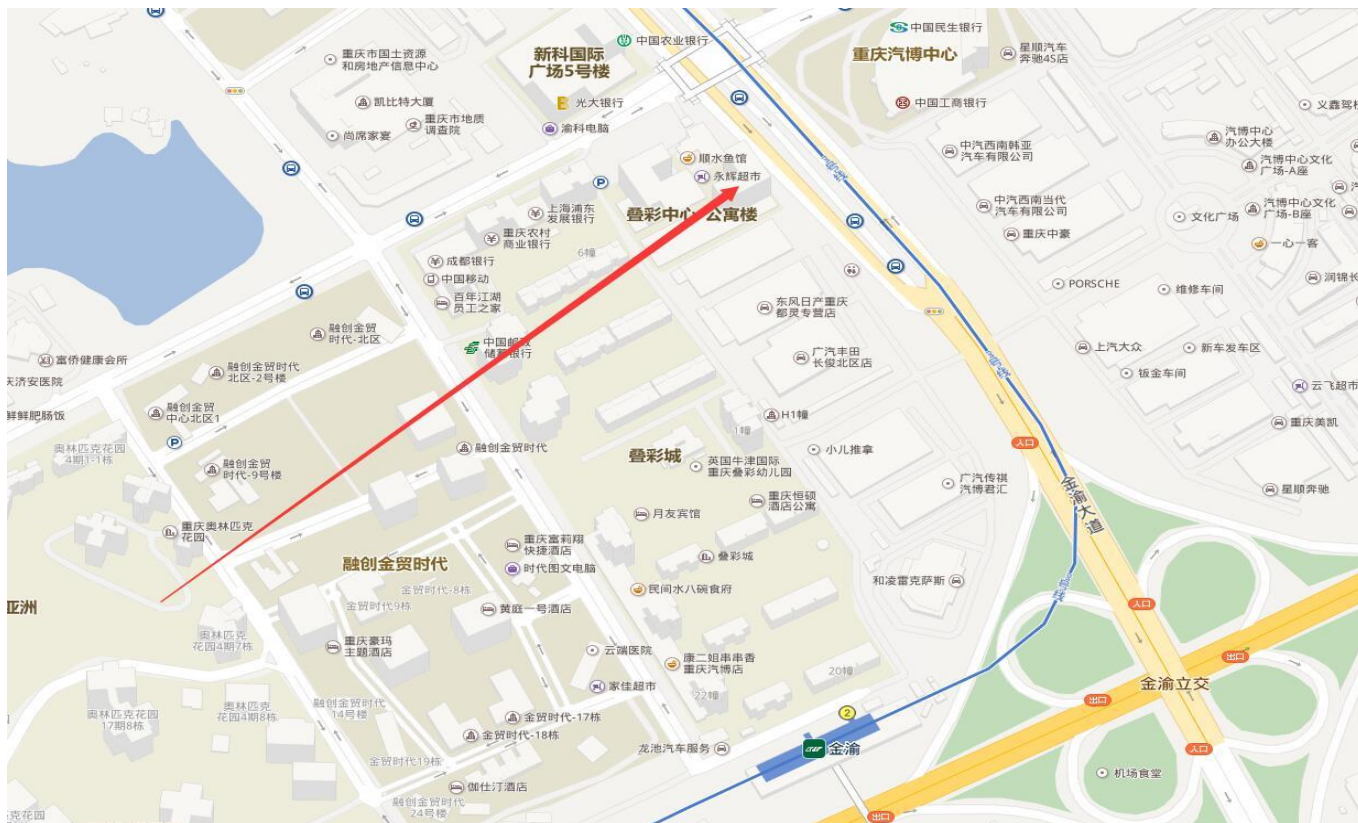 重庆市国土资源
和房地产信息中心
新科国际
广场5号楼
中国农业银行
中国民生银行
重庆汽博中心
星顺汽车
奔驰4S店
凯比特大厦
光大银行
中国工商银行
义鑫驾校
重庆市地质
调查院
尚席家宴
渝科电脑
汽博中心
办公大楼
中汽西南韩亚
汽车有限公司
顺水鱼馆
永辉超市
汽博中心文化
广场-A座
P
上海浦东
发展银行
叠彩中心 公寓楼
中汽西南当代
汽车有限公司
文化广场
汽博中心文化
广场-B座
重庆农村
商业银行
重庆中豪
一心一客
6幢
成都银行
中国移动
PORSCHE
维修车间
润锦长
百年江湖
员工之家
东风日产重庆
都灵专营店
融创金贸
时代-北区
中国邮政
储蓄银行
上汽大众
新车发车区
富侨健康会所
广汽丰田
长俊北区店
融创金贸时代
北区-2号楼
钣金车间
庆济安医院
云飞超市
鲜鲜肥肠饭
融创金贸
中心北区1
H1幢
1幢
重庆美凯
P
入口
奥林匹克花园
4期1-1栋
融创金贸时代
叠彩城
小儿推拿
融创金贸
时代-9号楼
英国牛津国际
重庆叠彩幼儿园
广汽传祺
汽博君汇
星顺奔驰
重庆恒硕
酒店公寓
月友宾馆
金渝大道
重庆奥林匹克
花园
重庆富莉翔
快捷酒店
叠彩城
融创金贸时代
时代图文电脑
和凌雷克萨斯
金贸时代-8栋
民间水八碗食府
亚洲
金贸时代9栋
黄庭一号酒店
入口
奥林匹克
花园4期7栋
重庆豪玛
主题酒店
云端医院
康二姐串串香
重庆汽博店
出口
20幢
金渝立交
家佳超市
22幢
出口
奥林匹克花园
17期8栋
奥林匹克
花园4期8栋
融创金贸时代
14号楼
金贸时代-17栋
2
金贸时代-18栋
龙池汽车服务
金渝
入口
金贸时代19栋
机场食堂
伽仕汀酒店
融创金贸时代
24号楼
克花园
出口